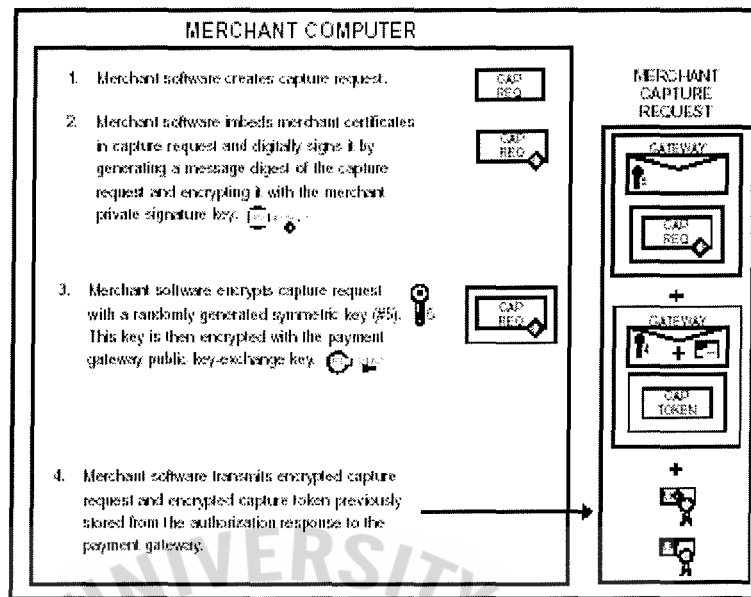 MERCHANT COMPUTER
1. Merchant software creates capture request.
CAP
REQ
2. Merchant software imbeds merchant certificates
in capture request and digitally signs it by
generating a message digest of the capture
request and encrypting it with the merchant
private signature key.
CAP
REQ
3. Merchant software encrypts capture request
with a randomly generated symmetric key (#5).
This key is then encrypted with the payment
gateway public key-exchange key.
5
CAP
REQ
4. Merchant software transmits encrypted capture
request and encrypted capture token previously
stored from the authorization response to the
payment gateway.
MERCHANT
CAPTURE
REQUEST
GATEWAY
5
CAP
REQ
+
GATEWAY
4 +
CAP
TOKEN
+
UNIVERSITY